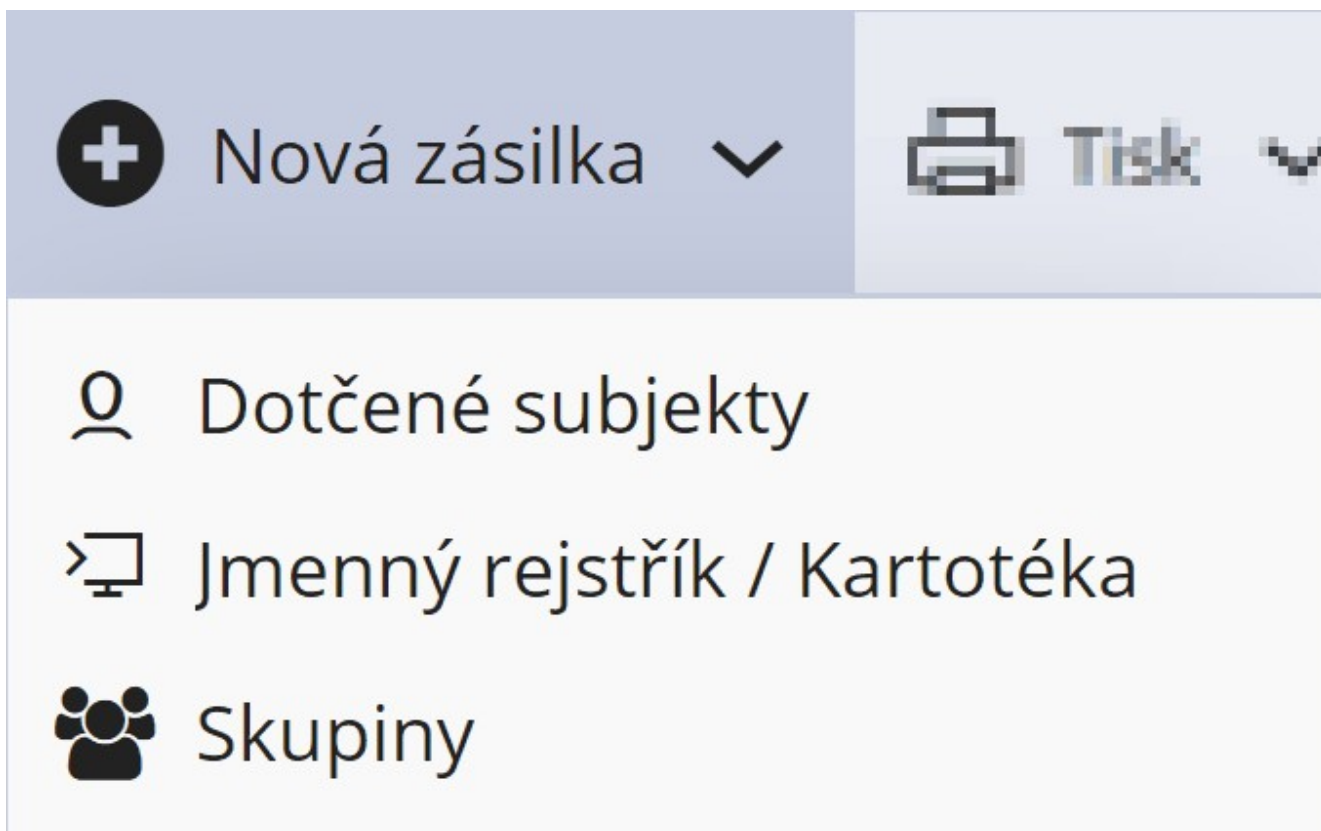 Nová zásilka Tisk
Dotčené subjekty
Jmenný rejstřík / Kartotéka
Skupiny